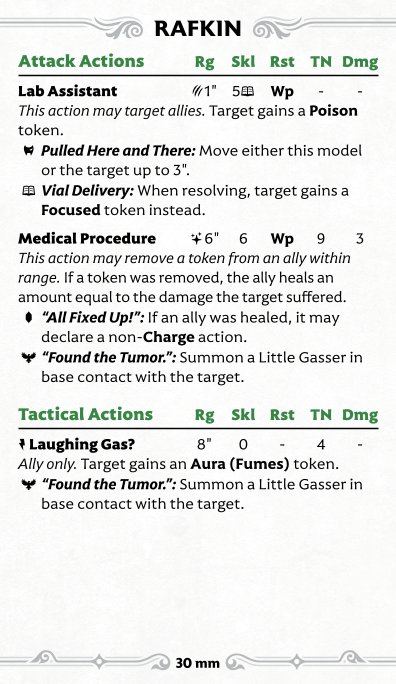 RAFKIN
Attack Actions Rg Skl Rst TN Dmg
Lab Assistant 1" 5 Wp - -
This action may target allies. Target gains a Poison
token.
Pulled Here and There: Move either this model
or the target up to 3".
Vial Delivery: When resolving, target gains a
Focused token instead.
Medical Procedure 6" 6 Wp 9 3
This action may remove a token from an ally within
range. If a token was removed, the ally heals an
amount equal to the damage the target suffered.
"All Fixed Up!": If an ally was healed, it may
declare a non-Charge action.
"Found the Tumor.": Summon a Little Gasser in
base contact with the target.
Tactical Actions Rg Skl Rst TN Dmg
Laughing Gas? 8" 0 - 4 -
Ally only. Target gains an Aura (Fumes) token.
"Found the Tumor.": Summon a Little Gasser in
base contact with the target.
30 mm